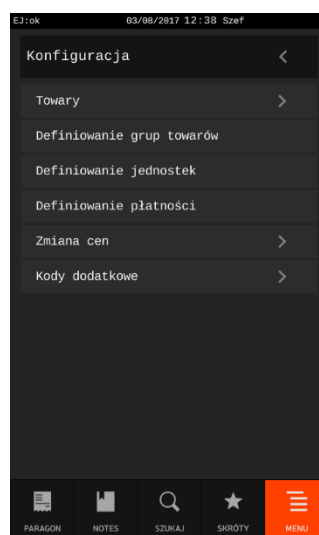 EJ:ok 03/08/2017 12:38 Szef
Konfiguracja
Towary
Definiowanie grup towarów
Definiowanie jednostek
Definiowanie płatności
Zmiana cen
Kody dodatkowe
PARAGON NOTES SZUKAJ SKRÓTY MENU